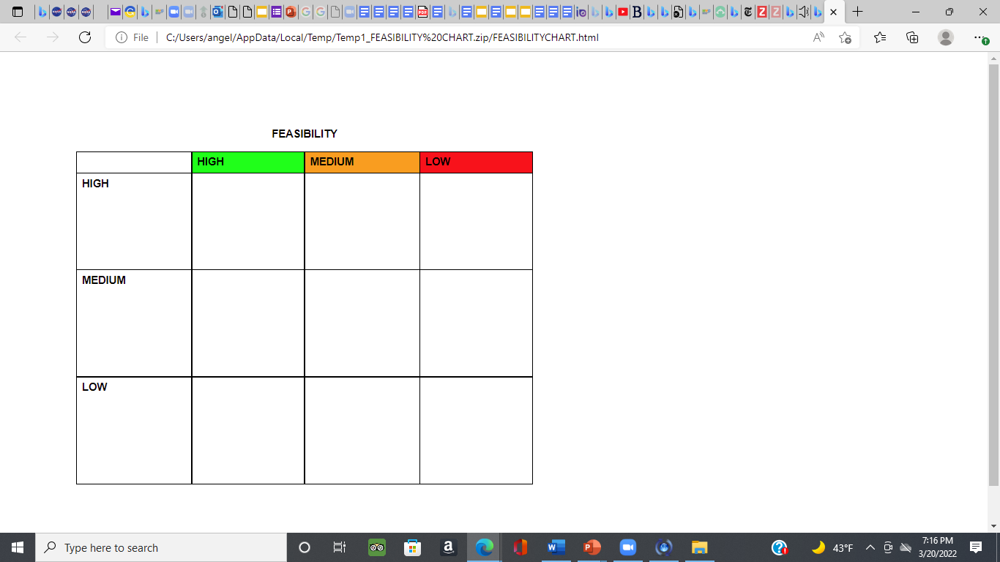 File
C:/Users/angel/AppData/Local/Temp/Temp1_FEASIBILITY%20CHART.zip/FEASIBILITYCHART.html
FEASIBILITY
HIGH MEDIUM LOW
HIGH
MEDIUM
LOW
Type here to search
43°F
7:16 PM
3/20/2022